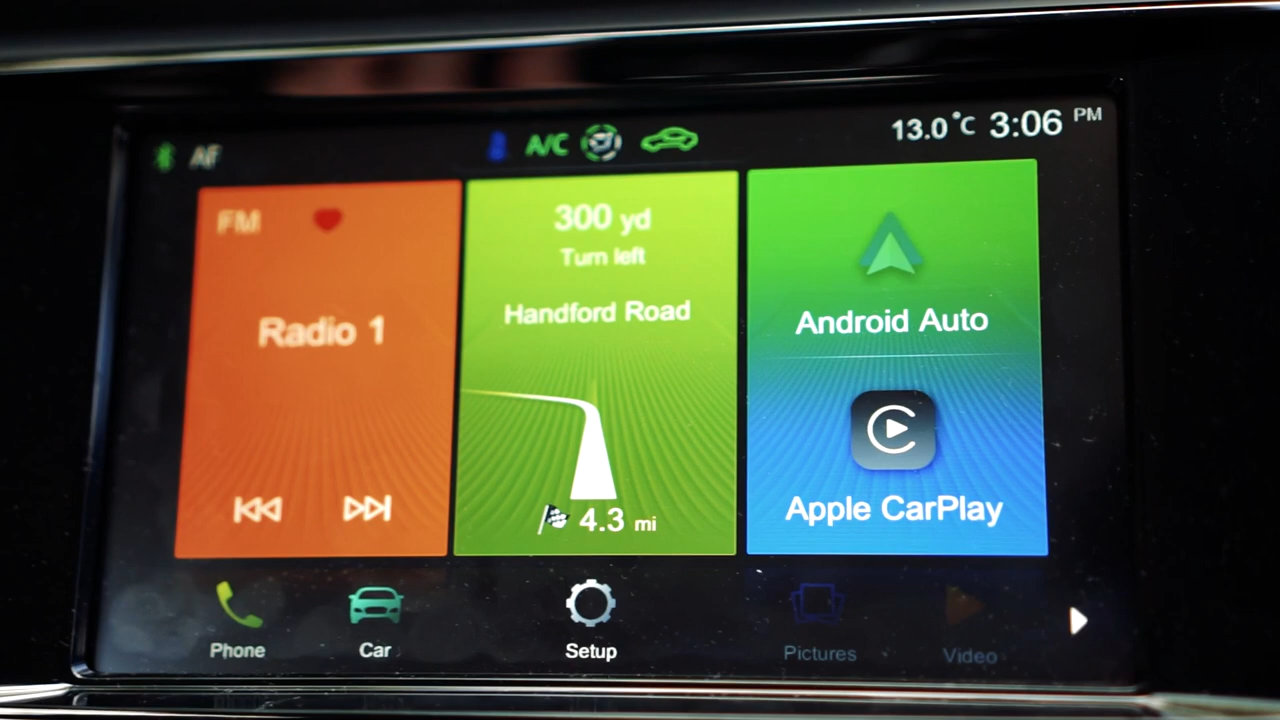 AF
A/C
13.0°C 3:06 PM
FM
Radio 1
300 yd
Turn left
Handford Road
4.3 mi
Android Auto
Apple CarPlay
Phone
Car
Setup
Pictures
Video